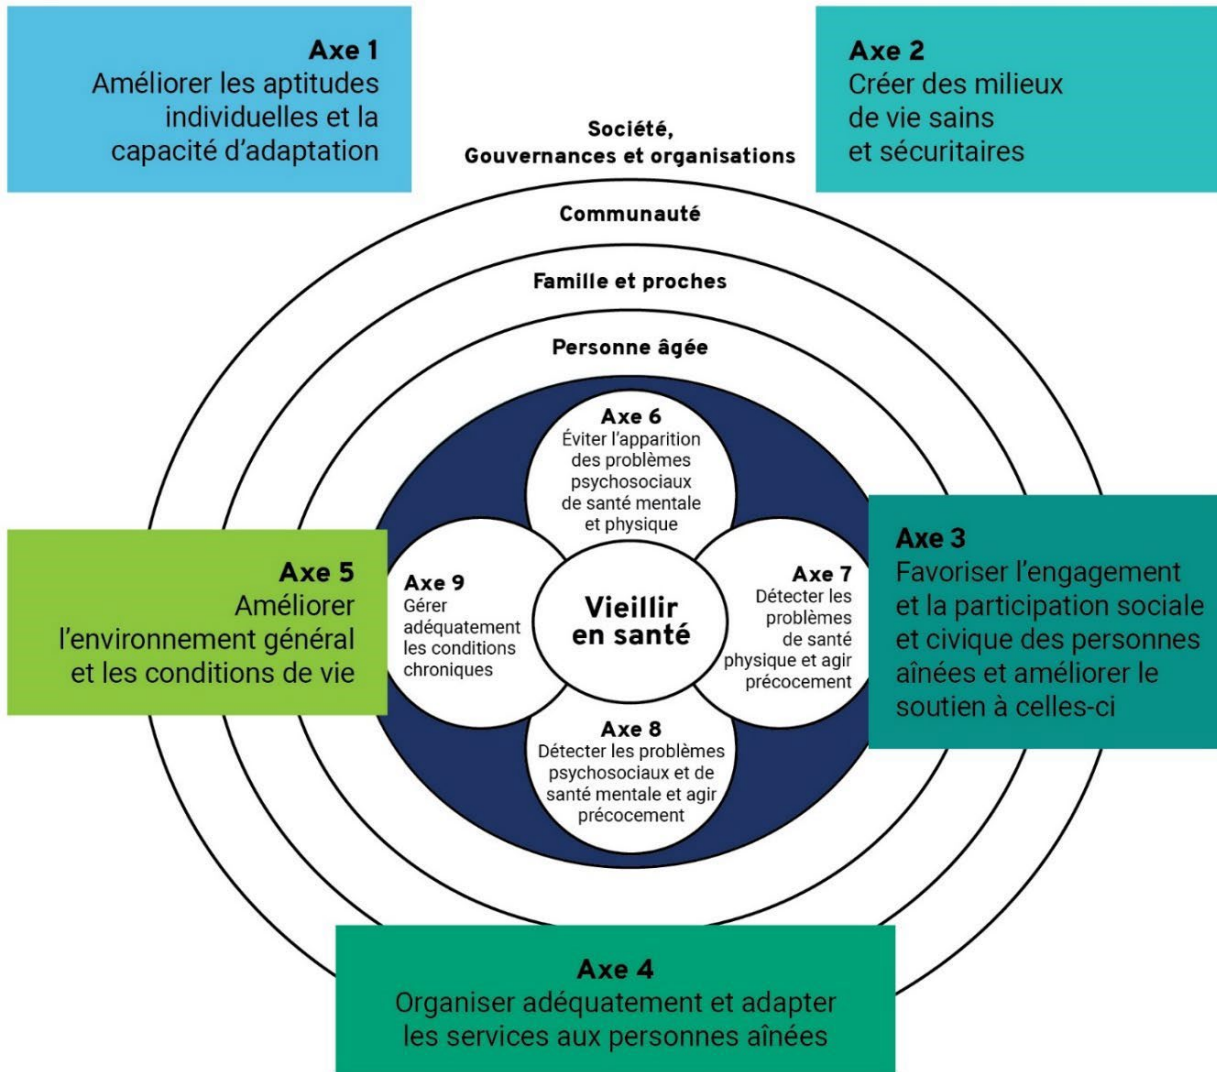 Axe 1
Améliorer les aptitudes
individuelles et la
capacité d'adaptation
Axe 2
Créer des milieux
de vie sains
et sécuritaires
Société,
Gouvernances et organisations
Communauté
Famille et proches
Personne âgée
Axe 6
Éviter l'apparition
des problèmes
psychosociaux
de santé mentale
et physique
Axe 5
Améliorer
l'environnement général
et les conditions de vie
Axe 9
Gérer
adéquatement
les conditions
chroniques
Vieillir
en santé
Axe 7
Détecter les
problèmes
de santé
physique et agir
précocement
Axe 3
Favoriser l'engagement
et la participation sociale
et civique des personnes
aînées et améliorer le
soutien à celles-ci
Axe 8
Détecter les problèmes
psychosociaux et de
santé mentale et agir
précocement
Axe 4
Organiser adéquatement et adapter
les services aux personnes aînées